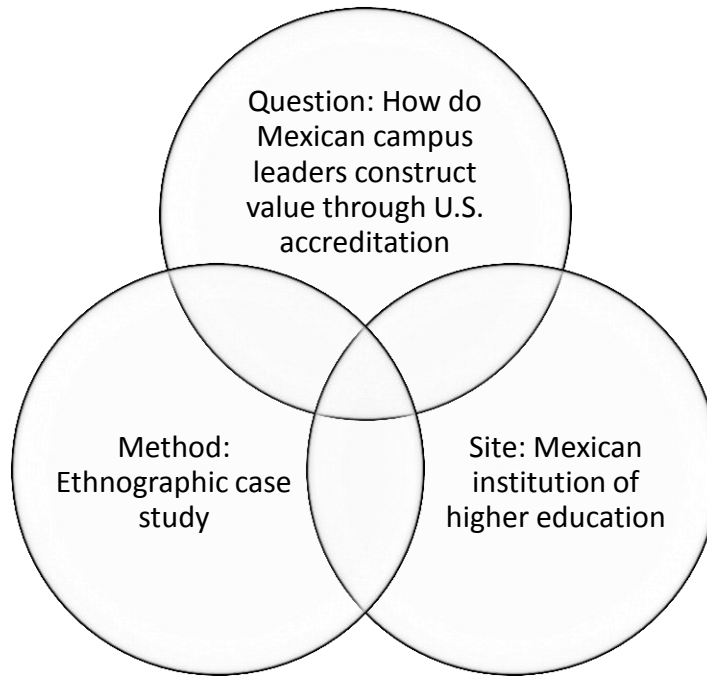 Question: How do
Mexican campus
leaders construct
value through U.S.
accreditation
Method:
Ethnographic case
study
Site: Mexican
institution of
higher education